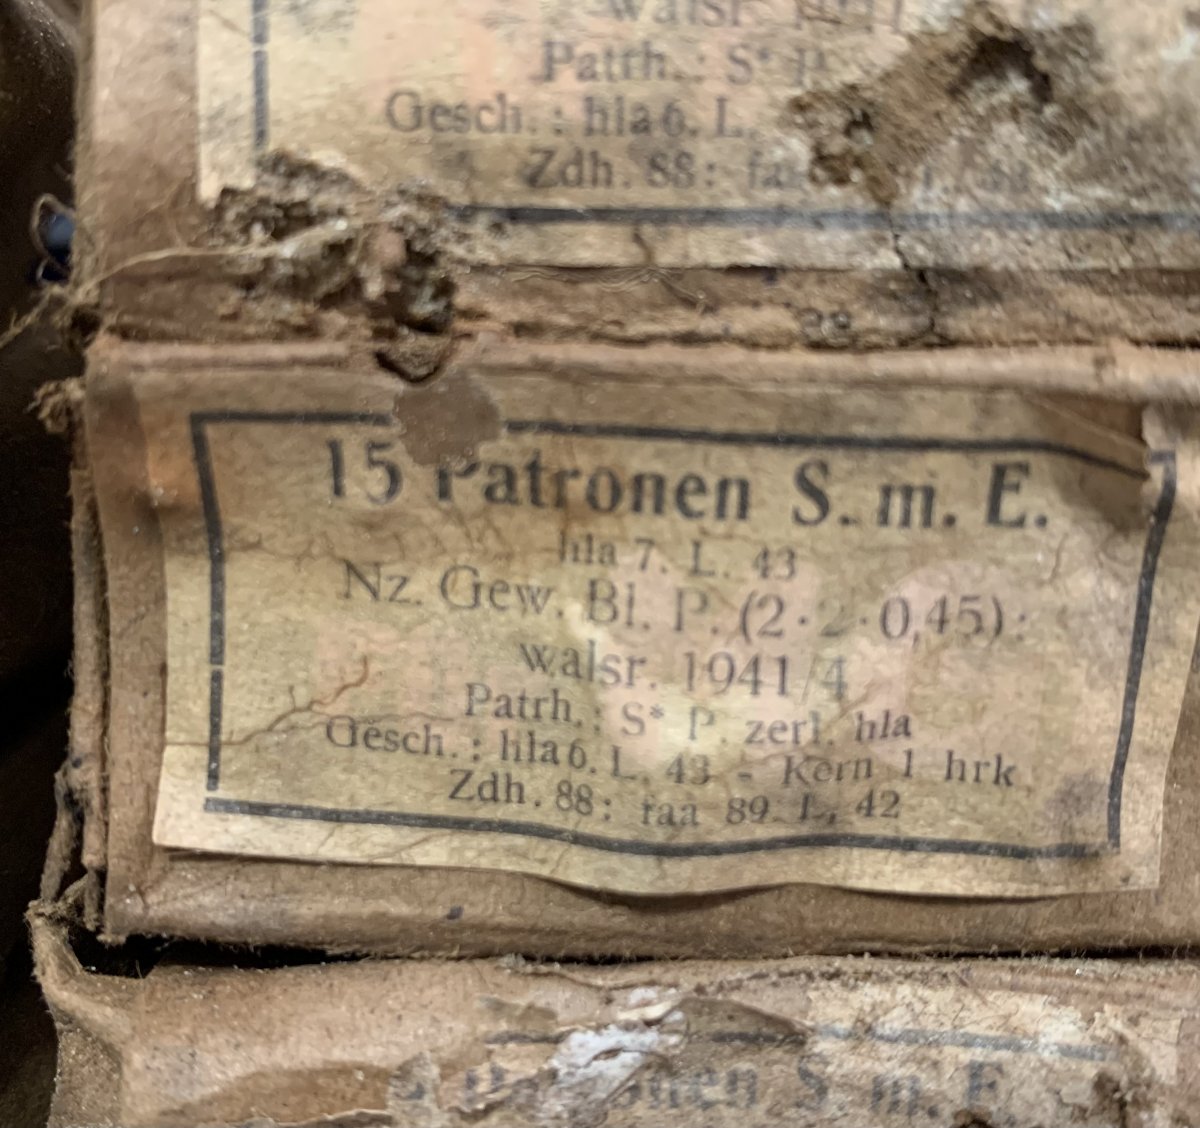 walsr.
Patrh.: S* P
Gesch.: hla 6. L.
Zdh. 88:
15 Patronen S. m. E.
hla 7. L. 43
Nz. Gew. Bl. P. (2·2·0,45):
walsr. 1941/4
Patrh.: S* P. zerl. hla
Gesch.: hla 6. L. 43 - Kern 1 hrk
Zdh. 88: faa 89. L. 42
Patronen S. m. E.